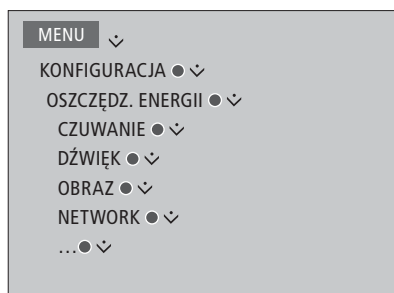 MENU
KONFIGURACJA
OSZCZĘDZ. ENERGII
CZUWANIE
DŹWIĘK
OBRAZ
NETWORK
…